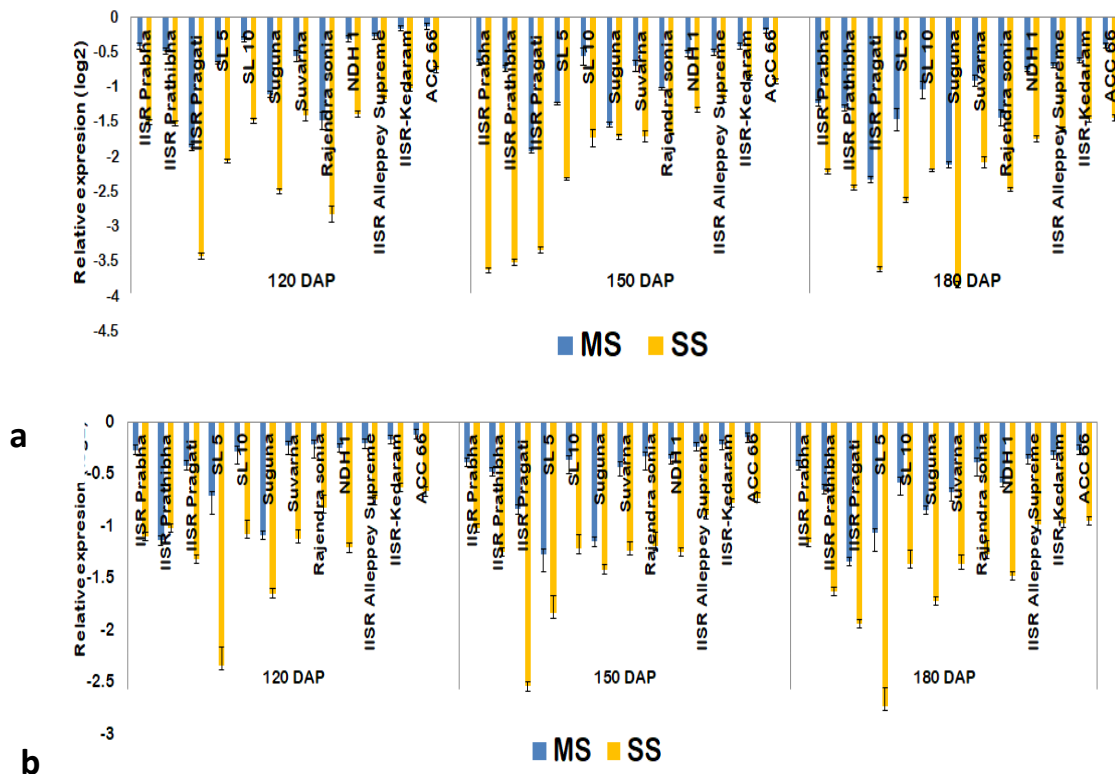 Relative expresion (log2)
0
-0.5
-1
-1.5
-2
-2.5
-3
-3.5
-4
-4.5
IISR Prabha
IISR Prathibha
IISR Pragati
SL 5
SL 10
Suguna
Suvarna
Rajendra sonia
NDH 1
IISR Alleppey Supreme
IISR-Kedaram
ACC 66
IISR Prabha
IISR Prathibha
IISR Pragati
SL 5
SL 10
Suguna
Suvarna
Rajendra sonia
NDH 1
IISR Alleppey Supreme
IISR-Kedaram
ACC 66
IISR Prabha
IISR Prathibha
IISR Pragati
SL 5
SL 10
Suguna
Suvarna
Rajendra sonia
NDH 1
IISR Alleppey Supreme
IISR-Kedaram
ACC 66
120 DAP
150 DAP
180 DAP
MS
SS
a
Relative expression
0
-0.5
-1
-1.5
-2
-2.5
-3
IISR Prabha
IISR Prathibha
IISR Pragati
SL 5
SL 10
Suguna
Suvarna
Rajendra sonia
NDH 1
IISR Alleppey Supreme
IISR-Kedaram
ACC 66
IISR Prabha
IISR Prathibha
IISR Pragati
SL 5
SL 10
Suguna
Suvarna
Rajendra sonia
NDH 1
IISR Alleppey Supreme
IISR-Kedaram
ACC 66
IISR Prabha
IISR Prathibha
IISR Pragati
SL 5
SL 10
Suguna
Suvarna
Rajendra sonia
NDH 1
IISR Alleppey Supreme
IISR-Kedaram
ACC 66
120 DAP
150 DAP
180 DAP
MS
SS
b